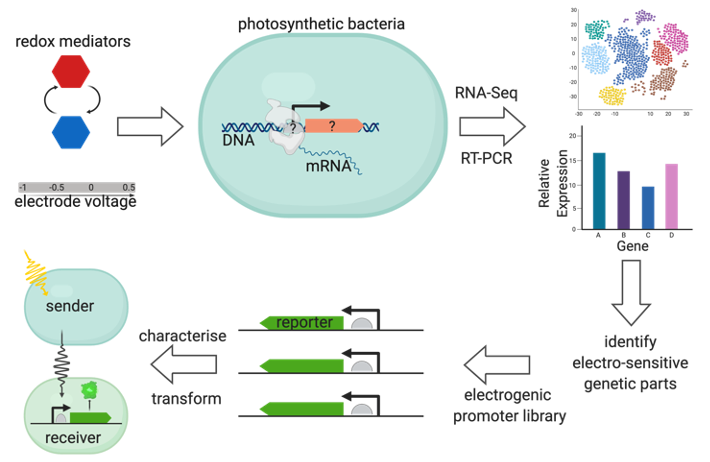 redox mediators
-1 -0.5 0 0.5
electrode voltage
photosynthetic bacteria
?
?
DNA
mRNA
RNA-Seq
RT-PCR
30
20
10
0
-10
-20
-30
-30 -20 -10 0 10 20 30
Relative
Expression
20
15
10
5
0
A B C D
Gene
identify
electro-sensitive
genetic parts
electrogenic
promoter library
reporter
characterise
transform
sender
receiver